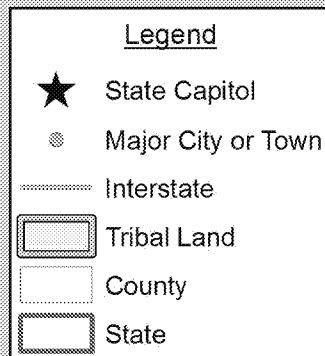 Legend
State Capitol
Major City or Town
Interstate
Tribal Land
County
State